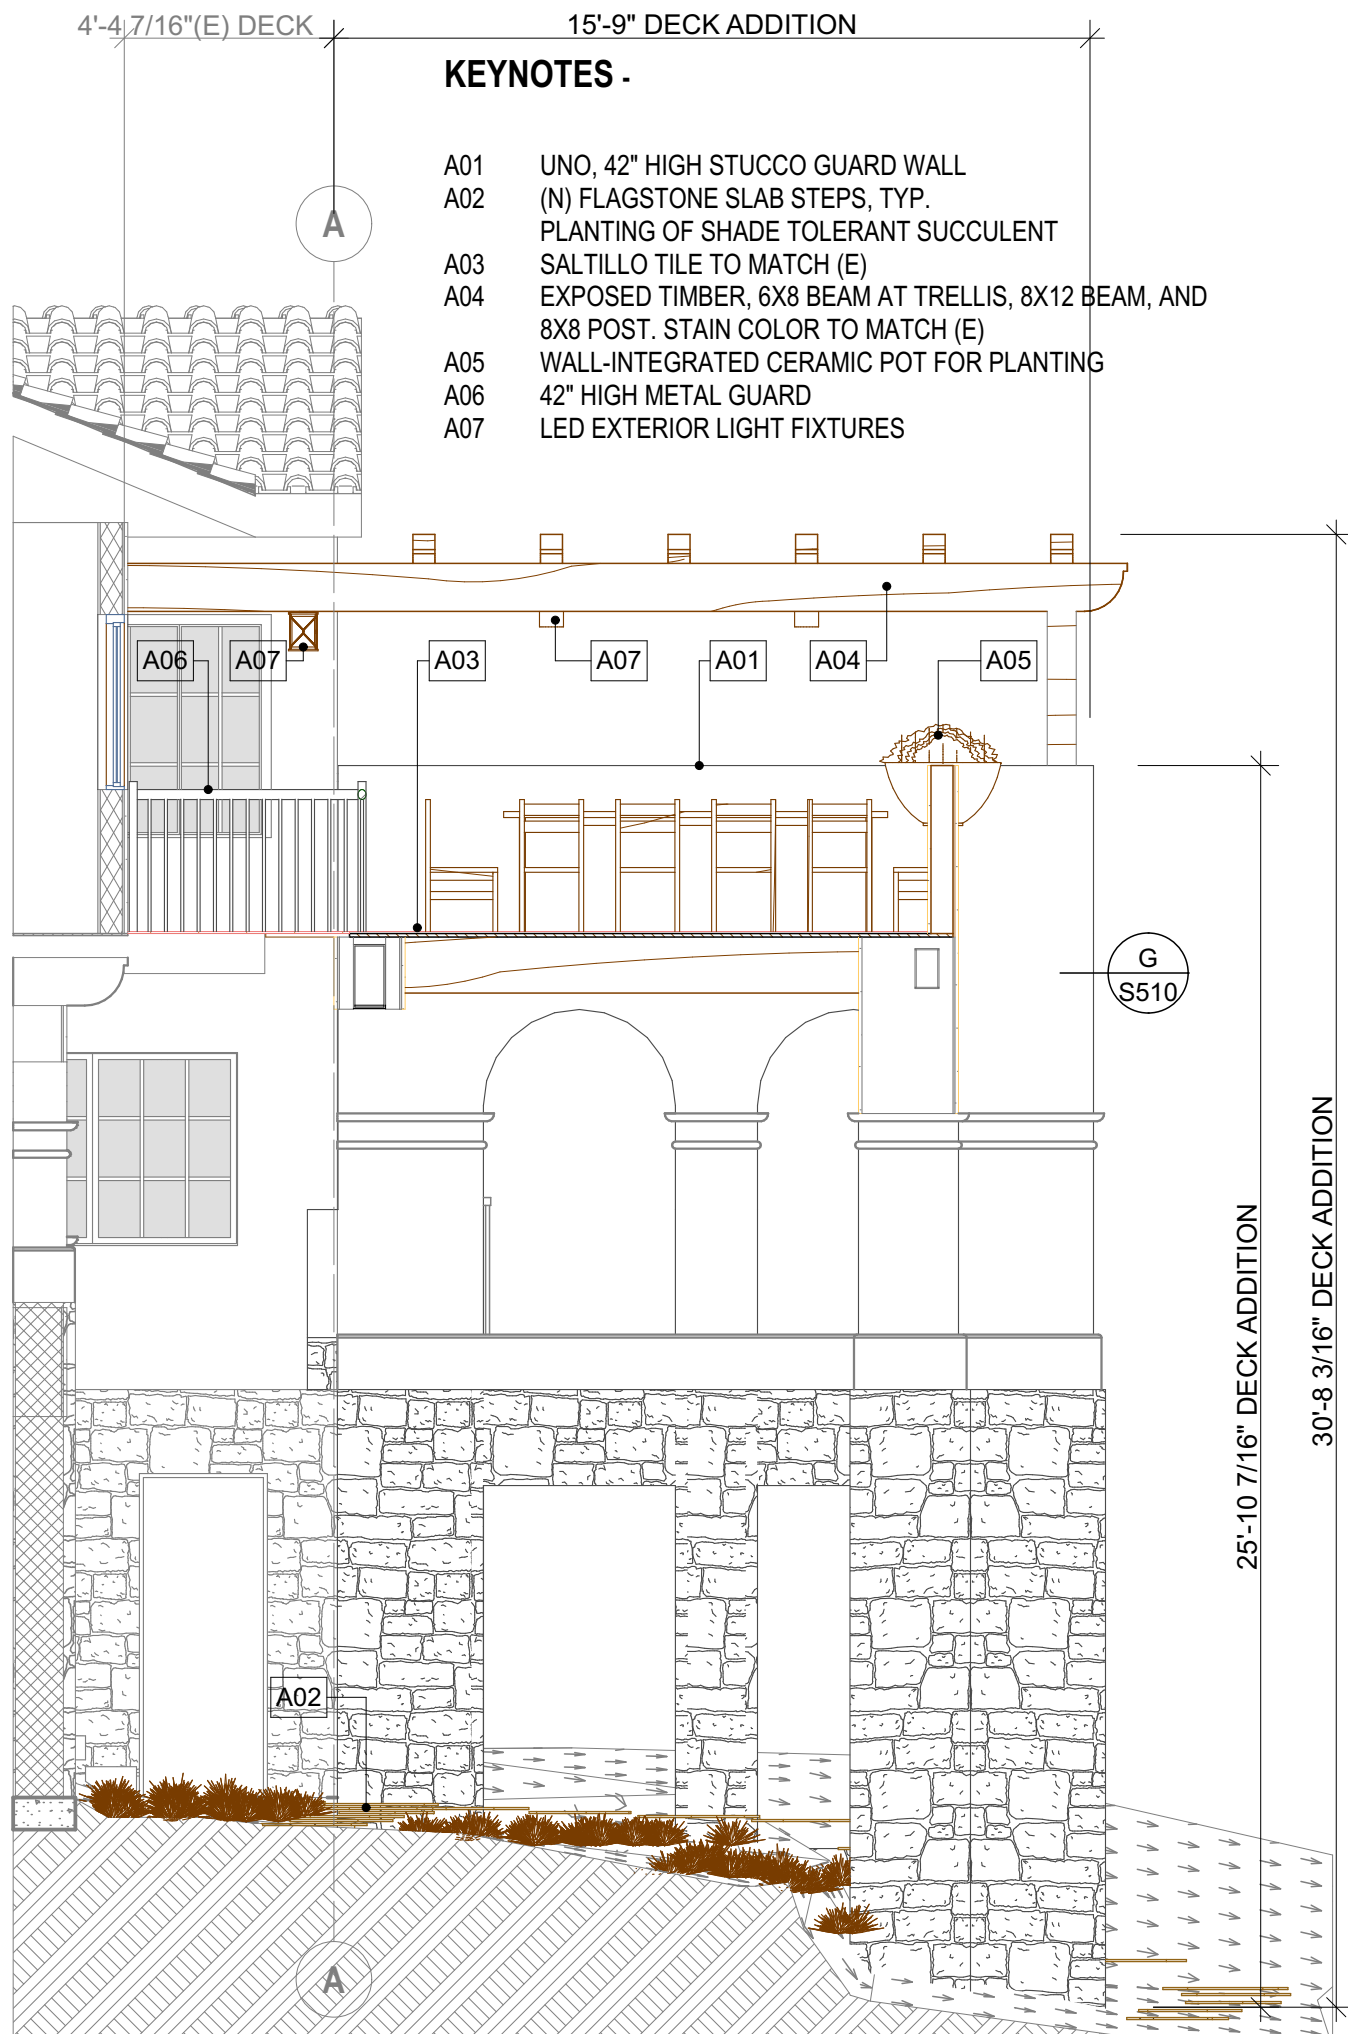 4'-4 7/16"(E) DECK
15'-9" DECK ADDITION
KEYNOTES -
A
A01 UNO, 42" HIGH STUCCO GUARD WALL
A02 (N) FLAGSTONE SLAB STEPS, TYP.
PLANTING OF SHADE TOLERANT SUCCULENT
A03 SALTILLO TILE TO MATCH (E)
A04 EXPOSED TIMBER, 6X8 BEAM AT TRELLIS, 8X12 BEAM, AND
8X8 POST. STAIN COLOR TO MATCH (E)
A05 WALL-INTEGRATED CERAMIC POT FOR PLANTING
A06 42" HIGH METAL GUARD
A07 LED EXTERIOR LIGHT FIXTURES
A06
A07
A03
A07
A01
A04
A05
G
S510
25'-10 7/16" DECK ADDITION
30'-8 3/16" DECK ADDITION
A02
A